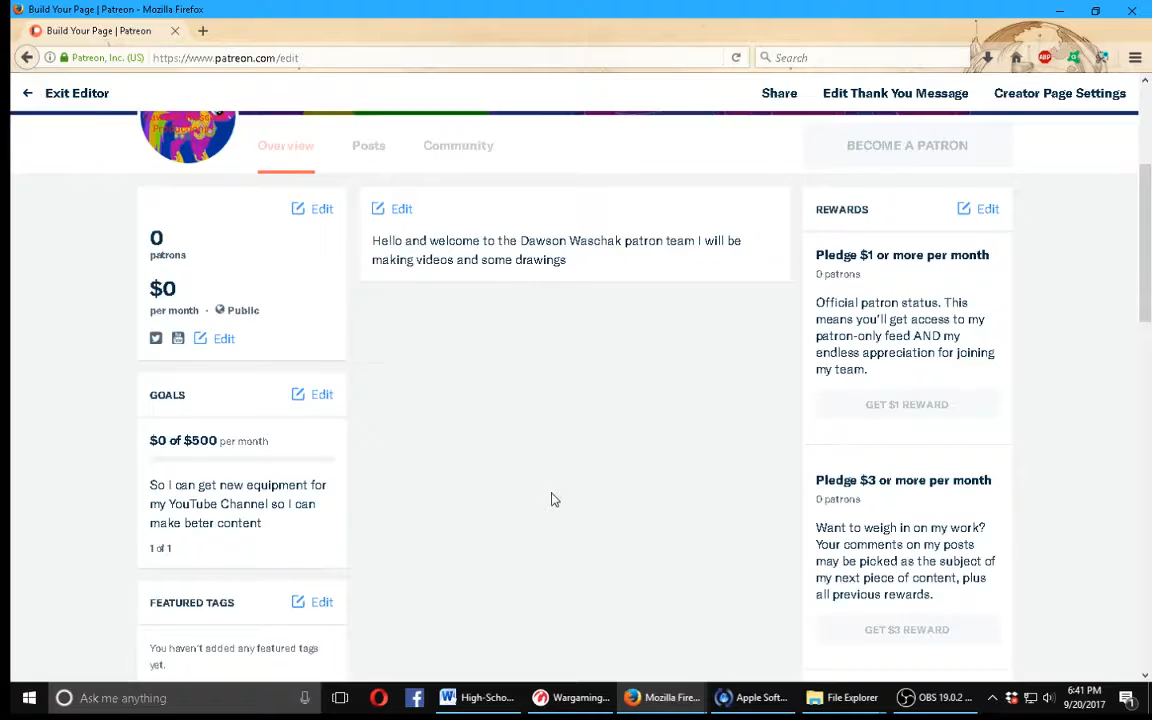 Build Your Page | Patreon - Mozilla Firefox
Build Your Page | Patreon
Patreon, Inc. (US)
https://www.patreon.com/edit
Search
ABP
Exit Editor
Share
Edit Thank You Message
Creator Page Settings
Overview
Posts
Community
BECOME A PATRON
Edit
0
patrons
$0
per month · Public
Edit
GOALS
Edit
$0 of $500 per month
So I can get new equipment for
my YouTube Channel so I can
make beter content
1 of 1
FEATURED TAGS
Edit
You haven't added any featured tags
yet.
Edit
Hello and welcome to the Dawson Waschak patron team I will be
making videos and some drawings
REWARDS
Edit
Pledge $1 or more per month
0 patrons
Official patron status. This
means you'll get access to my
patron-only feed AND my
endless appreciation for joining
my team.
GET $1 REWARD
Pledge $3 or more per month
0 patrons
Want to weigh in on my work?
Your comments on my posts
may be picked as the subject of
my next piece of content, plus
all previous rewards.
GET $3 REWARD
Ask me anything
High-Scho...
Wargaming...
Mozilla Fire...
Apple Soft...
File Explorer
OBS 19.0.2 ...
6:41 PM
9/20/2017
1